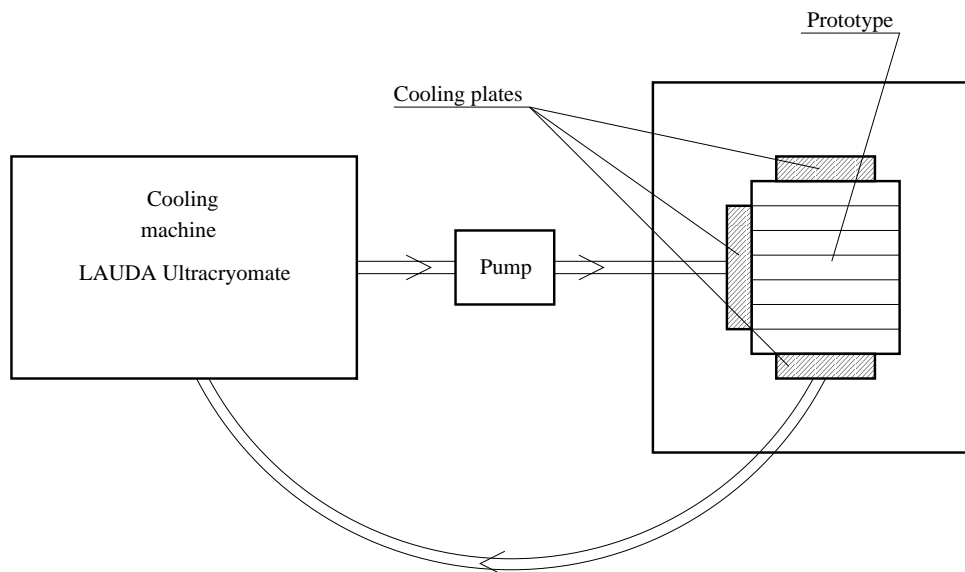 Prototype
Cooling plates
Cooling
machine
LAUDA Ultracryomate
Pump